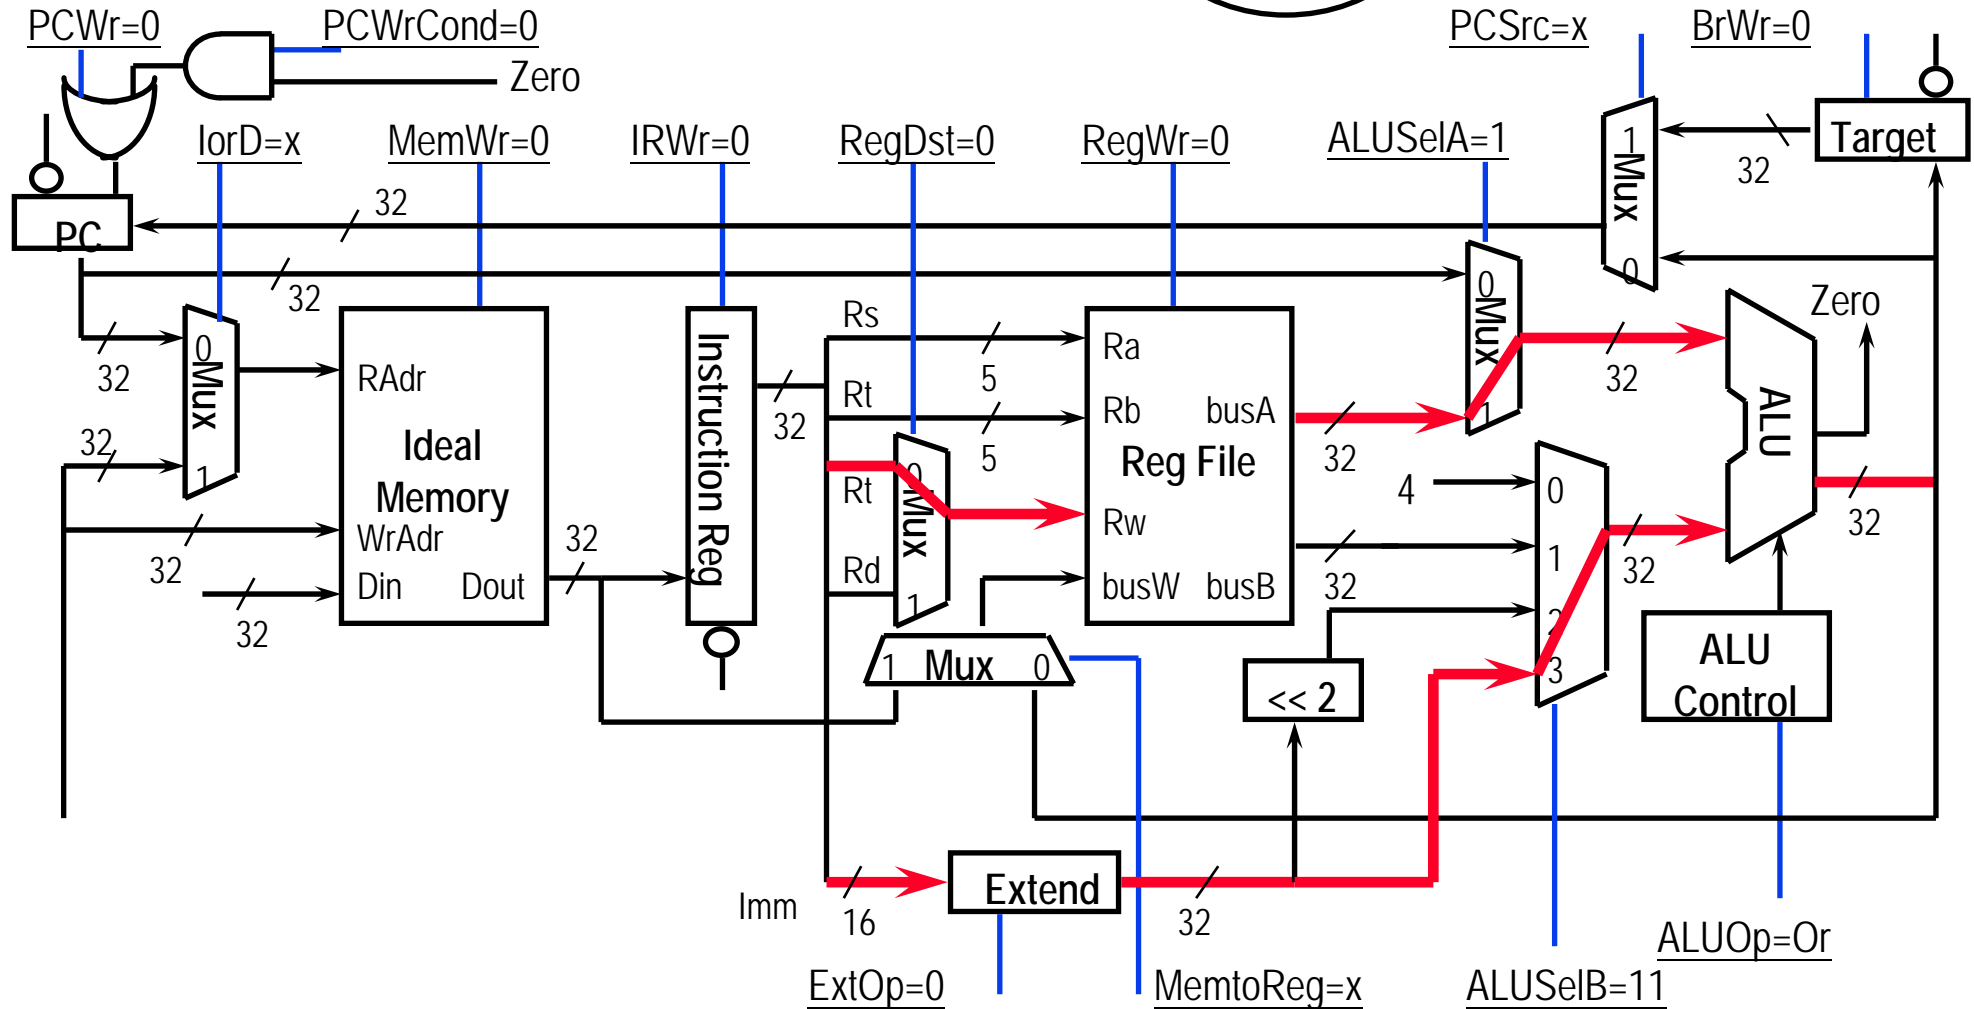 PCWr=0
PCWrCond=0
PCSrc=x
BrWr=0
Zero
IorD=x
MemWr=0
IRWr=0
RegDst=0
RegWr=0
ALUSelA=1
1
Mux
0
Target
32
PC
32
32
0
Mux
1
32
32
32
32
RAdr
Ideal
Memory
WrAdr
Din
Dout
32
Instruction Reg
32
Rs
5
Rt
5
Rt
Rd
0
Mux
1
Ra
Rb
busA
Reg File
Rw
busW
busB
32
32
0
Mux
1
32
Zero
ALU
32
4
0
1
2
3
32
1
Mux
0
<< 2
ALU
Control
Imm
16
Extend
32
ALUOp=Or
ExtOp=0
MemtoReg=x
ALUSelB=11